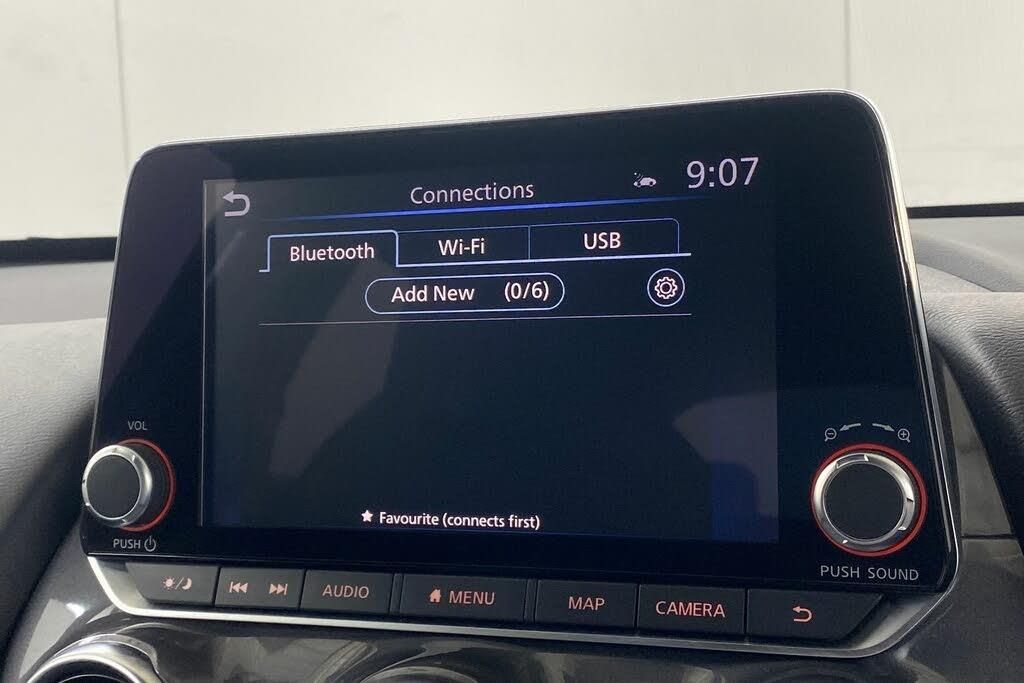 Connections
9:07
Bluetooth
Wi-Fi
USB
Add New (0/6)
★ Favourite (connects first)
VOL
PUSH
PUSH SOUND
AUDIO
MENU
MAP
CAMERA